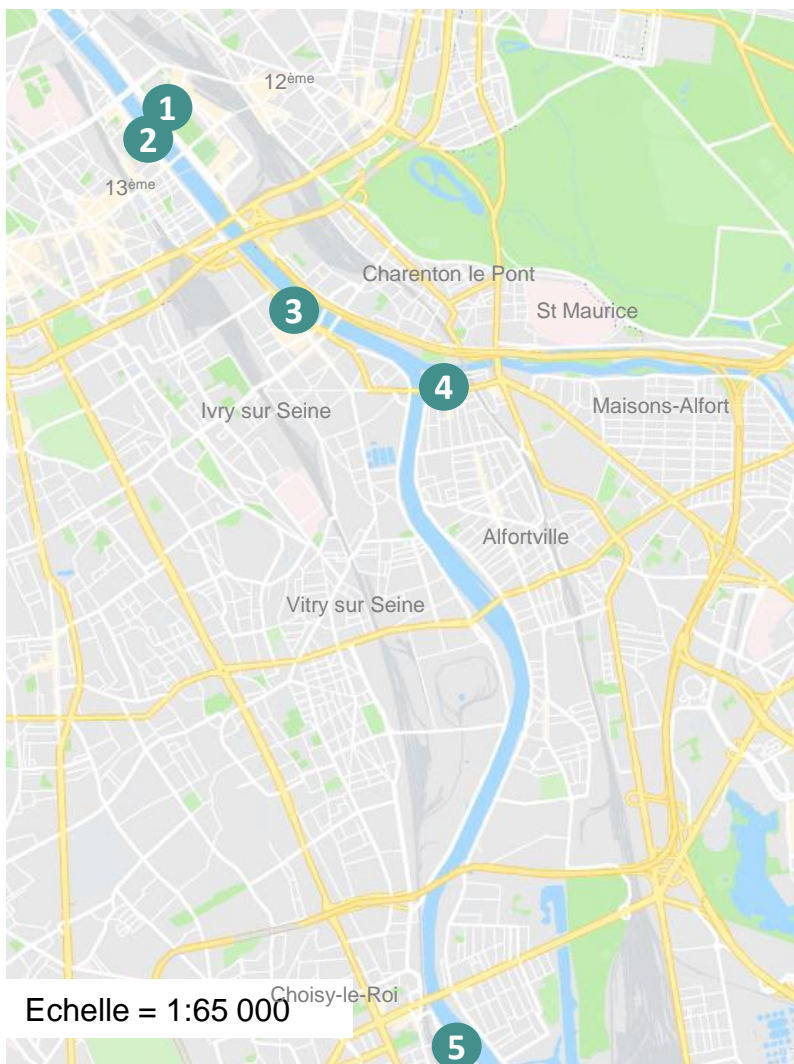 12ème
1
2
13ème
Charenton le Pont
3
St Maurice
4
Ivry sur Seine
Maisons-Alfort
Alfortville
Vitry sur Seine
Choisy-le-Roi
Echelle = 1:65 000
5